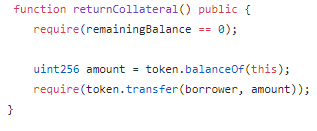 function returnCollateral() public {
require(remainingBalance == 0);
uint256 amount = token.balanceOf(this);
require(token.transfer(borrower, amount));
}